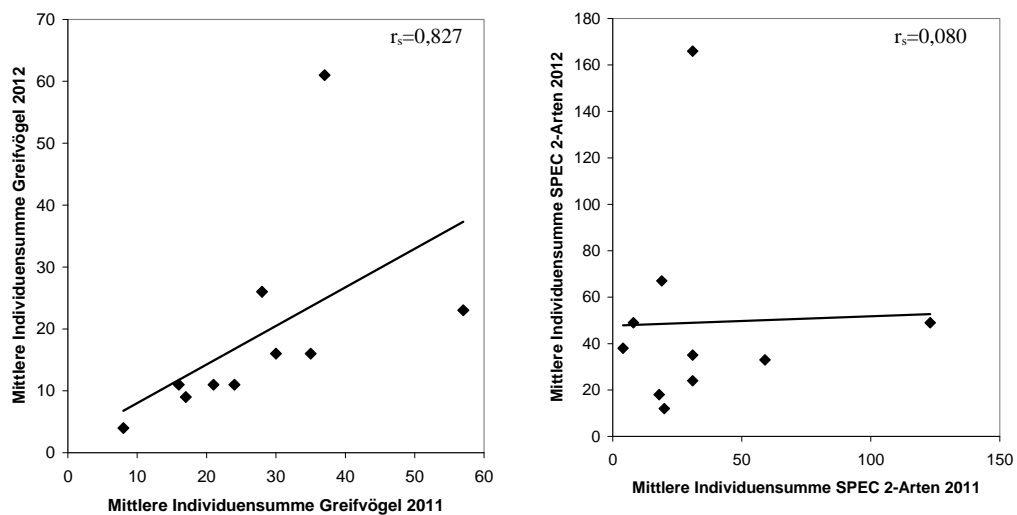 rₛ=0,827
Mittlere Individuensumme Greifvögel 2012
70
60
50
40
30
20
10
0
0 10 20 30 40 50 60
Mittlere Individuensumme Greifvögel 2011
rₛ=0,080
Mittlere Individuensumme SPEC 2-Arten 2012
180
160
140
120
100
80
60
40
20
0
0 50 100 150
Mittlere Individuensumme SPEC 2-Arten 2011